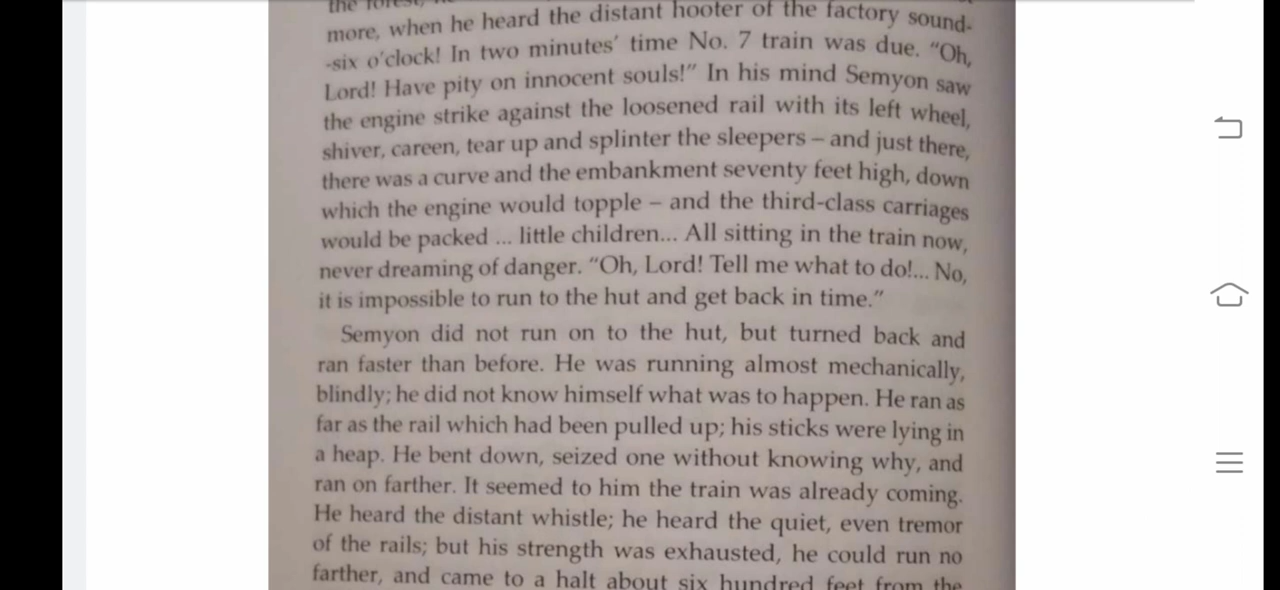 the forest, he
more, when he heard the distant hooter of the factory sound-
-six o'clock! In two minutes' time No. 7 train was due. "Oh,
Lord! Have pity on innocent souls!" In his mind Semyon saw
the engine strike against the loosened rail with its left wheel,
shiver, careen, tear up and splinter the sleepers – and just there,
there was a curve and the embankment seventy feet high, down
which the engine would topple – and the third-class carriages
would be packed ... little children... All sitting in the train now,
never dreaming of danger. "Oh, Lord! Tell me what to do!... No,
it is impossible to run to the hut and get back in time."
Semyon did not run on to the hut, but turned back and
ran faster than before. He was running almost mechanically,
blindly; he did not know himself what was to happen. He ran as
far as the rail which had been pulled up; his sticks were lying in
a heap. He bent down, seized one without knowing why, and
ran on farther. It seemed to him the train was already coming.
He heard the distant whistle; he heard the quiet, even tremor
of the rails; but his strength was exhausted, he could run no
farther, and came to a halt about six hundred feet from the